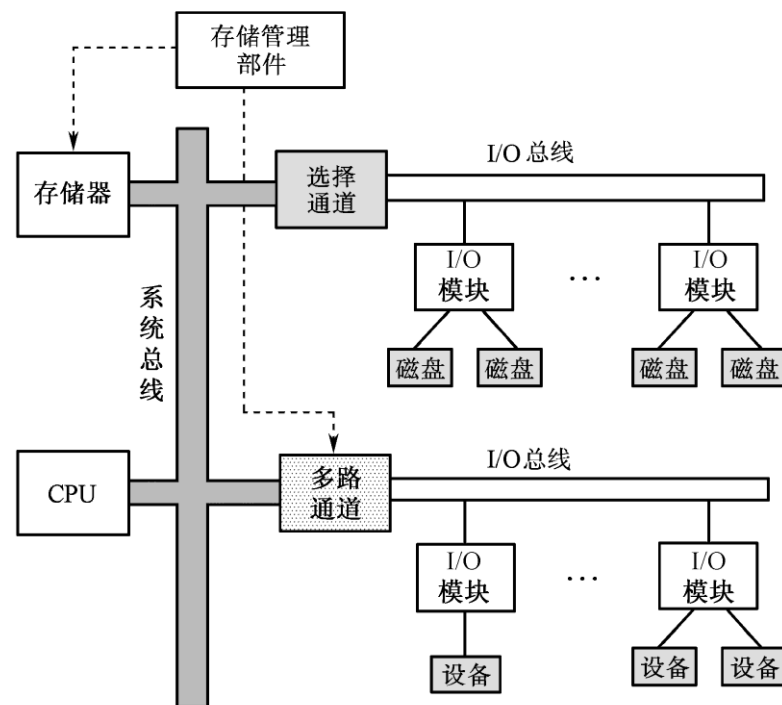 存储管理
部件
I/O 总线
存储器
选择
通道
I/O
模块
...
I/O
模块
系统总线
磁盘
磁盘
磁盘
磁盘
I/O总线
CPU
多路
通道
I/O
模块
...
I/O
模块
设备
设备
设备